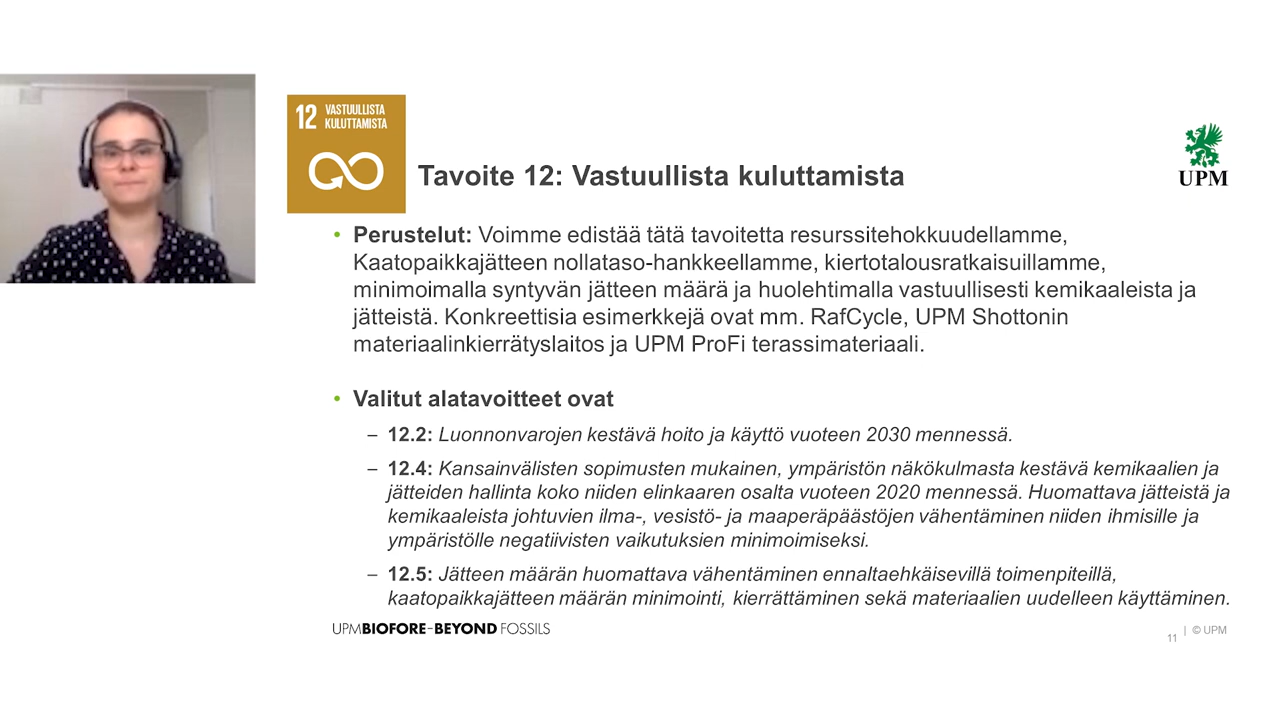 12 VASTUULLISTA
KULUTTAMISTA
Tavoite 12: Vastuullista kuluttamista
UPM
• Perustelut: Voimme edistää tätä tavoitetta resurssitehokkuudellamme,
Kaatopaikkajätteen nollataso-hankkeellamme, kiertotalousratkaisuillamme,
minimoimalla syntyvän jätteen määrä ja huolehtimalla vastuullisesti kemikaaleista ja
jätteistä. Konkreettisia esimerkkejä ovat mm. RafCycle, UPM Shottonin
materiaalinkierrätyslaitos ja UPM ProFi terassimateriaali.
• Valitut alatavoitteet ovat
– 12.2: Luonnonvarojen kestävä hoito ja käyttö vuoteen 2030 mennessä.
– 12.4: Kansainvälisten sopimusten mukainen, ympäristön näkökulmasta kestävä kemikaalien ja
jätteiden hallinta koko niiden elinkaaren osalta vuoteen 2020 mennessä. Huomattava jätteistä ja
kemikaaleista johtuvien ilma-, vesistö- ja maaperäpäästöjen vähentäminen niiden ihmisille ja
ympäristölle negatiivisten vaikutuksien minimoimiseksi.
– 12.5: Jätteen määrän huomattava vähentäminen ennaltaehkäisevillä toimenpiteillä,
kaatopaikkajätteen määrän minimointi, kierrättäminen sekä materiaalien uudelleen käyttäminen.
UPM BIOFORE–BEYOND FOSSILS
11 | © UPM